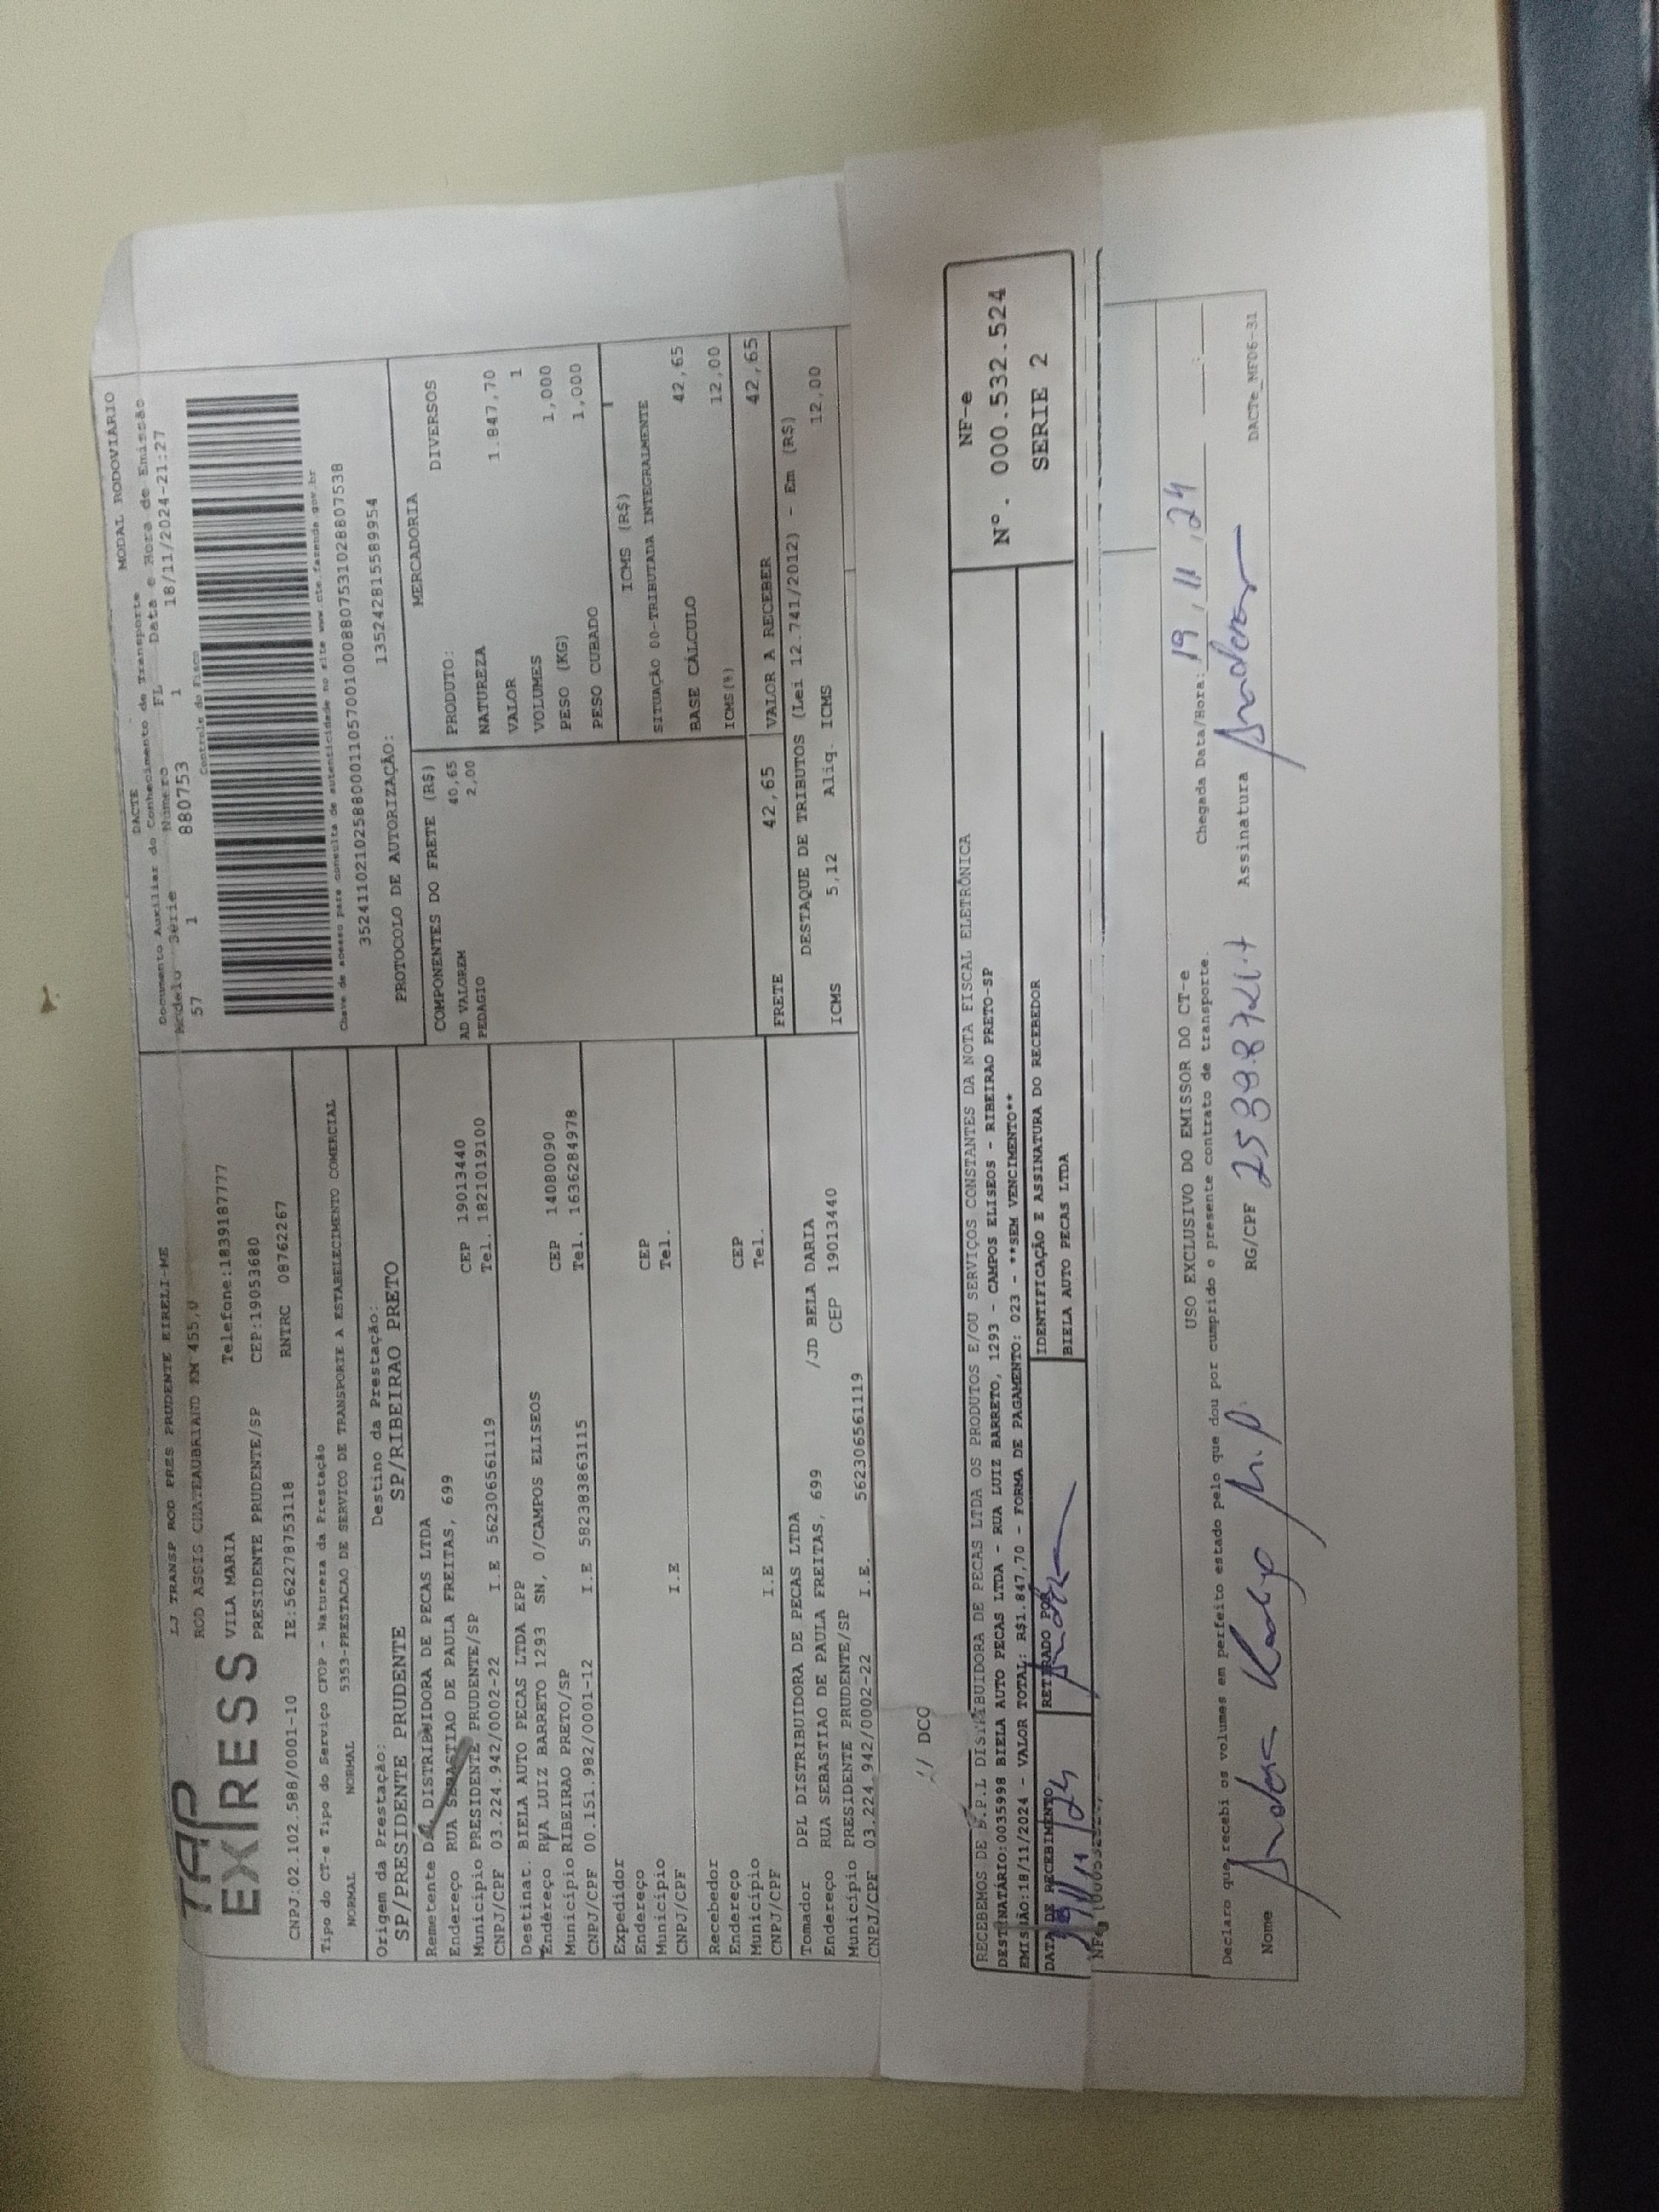 TAP
EXPRESS
LJ TRANSP ROD PRES PRUDENTE EIRELI-ME
ROD ASSIS CHATEAUBRIAND KM 455,0
VILA MARIA Telefone:1839187777
PRESIDENTE PRUDENTE/SP CEP:19053680
CNPJ:02.102.588/0001-10 IE:562278753118 RNTRC 08762267
DACTE MODAL RODOVIÁRIO
Documento Auxiliar do Conhecimento de Transporte
Modelo Série Número FL Data e Hora de Emissão
57 1 880753 1 18/11/2024-21:27
Controle do Fisco
Chave de acesso para consulta de autenticidade no site www.cte.fazenda.gov.br
35241102102588000110570010008807531028807538
PROTOCOLO DE AUTORIZAÇÃO: 135242815589954
Tipo do CT-e Tipo do Serviço CFOP - Natureza da Prestação
NORMAL NORMAL 5353-PRESTACAO DE SERVICO DE TRANSPORTE A ESTABELECIMENTO COMERCIAL
Origem da Prestação: Destino da Prestação:
SP/PRESIDENTE PRUDENTE SP/RIBEIRAO PRETO
Remetente DPL DISTRIBUIDORA DE PECAS LTDA
Endereço RUA SEBASTIAO DE PAULA FREITAS, 699
Município PRESIDENTE PRUDENTE/SP CEP 19013440
CNPJ/CPF 03.224.942/0002-22 I.E 562306561119 Tel. 1821019100
Destinat. BIELA AUTO PECAS LTDA EPP
Endereço RUA LUIZ BARRETO 1293 SN, 0/CAMPOS ELISEOS
Município RIBEIRAO PRETO/SP CEP 14080090
CNPJ/CPF 00.151.982/0001-12 I.E 582383863115 Tel. 1636284978
Expedidor
Endereço
Município CEP
CNPJ/CPF I.E Tel.
Recebedor
Endereço
Município CEP
CNPJ/CPF I.E Tel.
Tomador DPL DISTRIBUIDORA DE PECAS LTDA
Endereço RUA SEBASTIAO DE PAULA FREITAS, 699 /JD BELA DARIA
Município PRESIDENTE PRUDENTE/SP CEP 19013440
CNPJ/CPF 03.224.942/0002-22 I.E. 562306561119
COMPONENTES DO FRETE (R$)
AD VALOREM 40,65
PEDAGIO 2,00
MERCADORIA
PRODUTO: DIVERSOS
NATUREZA
VALOR 1.847,70
VOLUMES 1
PESO (KG) 1,000
PESO CUBADO 1,000
ICMS (R$)
SITUAÇÃO 00-TRIBUTADA INTEGRALMENTE
BASE CÁLCULO 42,65
ICMS(%) 12,00
FRETE 42,65 VALOR A RECEBER 42,65
DESTAQUE DE TRIBUTOS (Lei 12.741/2012) - Em (R$)
ICMS 5,12 Aliq. ICMS 12,00
DCO
RECEBEMOS DE D.P.L DISTRIBUIDORA DE PECAS LTDA OS PRODUTOS E/OU SERVIÇOS CONSTANTES DA NOTA FISCAL ELETRÔNICA
DESTINATÁRIO:0035998 BIELA AUTO PECAS LTDA - RUA LUIZ BARRETO, 1293 - CAMPOS ELISEOS - RIBEIRAO PRETO-SP
EMISSÃO:18/11/2024 - VALOR TOTAL: R$1.847,70 - FORMA DE PAGAMENTO: 023 - **SEM VENCIMENTO**
DATA DE RECEBIMENTO RETIRADO POR IDENTIFICAÇÃO E ASSINATURA DO RECEBEDOR
BIELA AUTO PECAS LTDA
NF-e
Nº. 000.532.524
SERIE 2
USO EXCLUSIVO DO EMISSOR DO CT-e
Declaro que recebi os volumes em perfeito estado pelo que dou por cumprido o presente contrato de transporte. Chegada Data/Hora: 19 / 11 / 24
Nome RG/CPF Assinatura
DACTe_MFD6-31